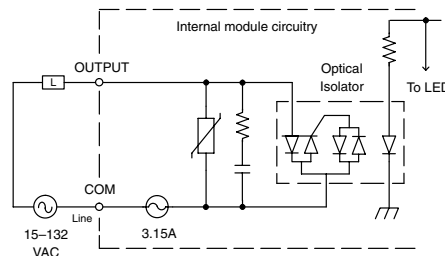 Internal module circuitry
OUTPUT
L
Optical
Isolator
To LED
COM
Line
15–132
VAC
3.15A